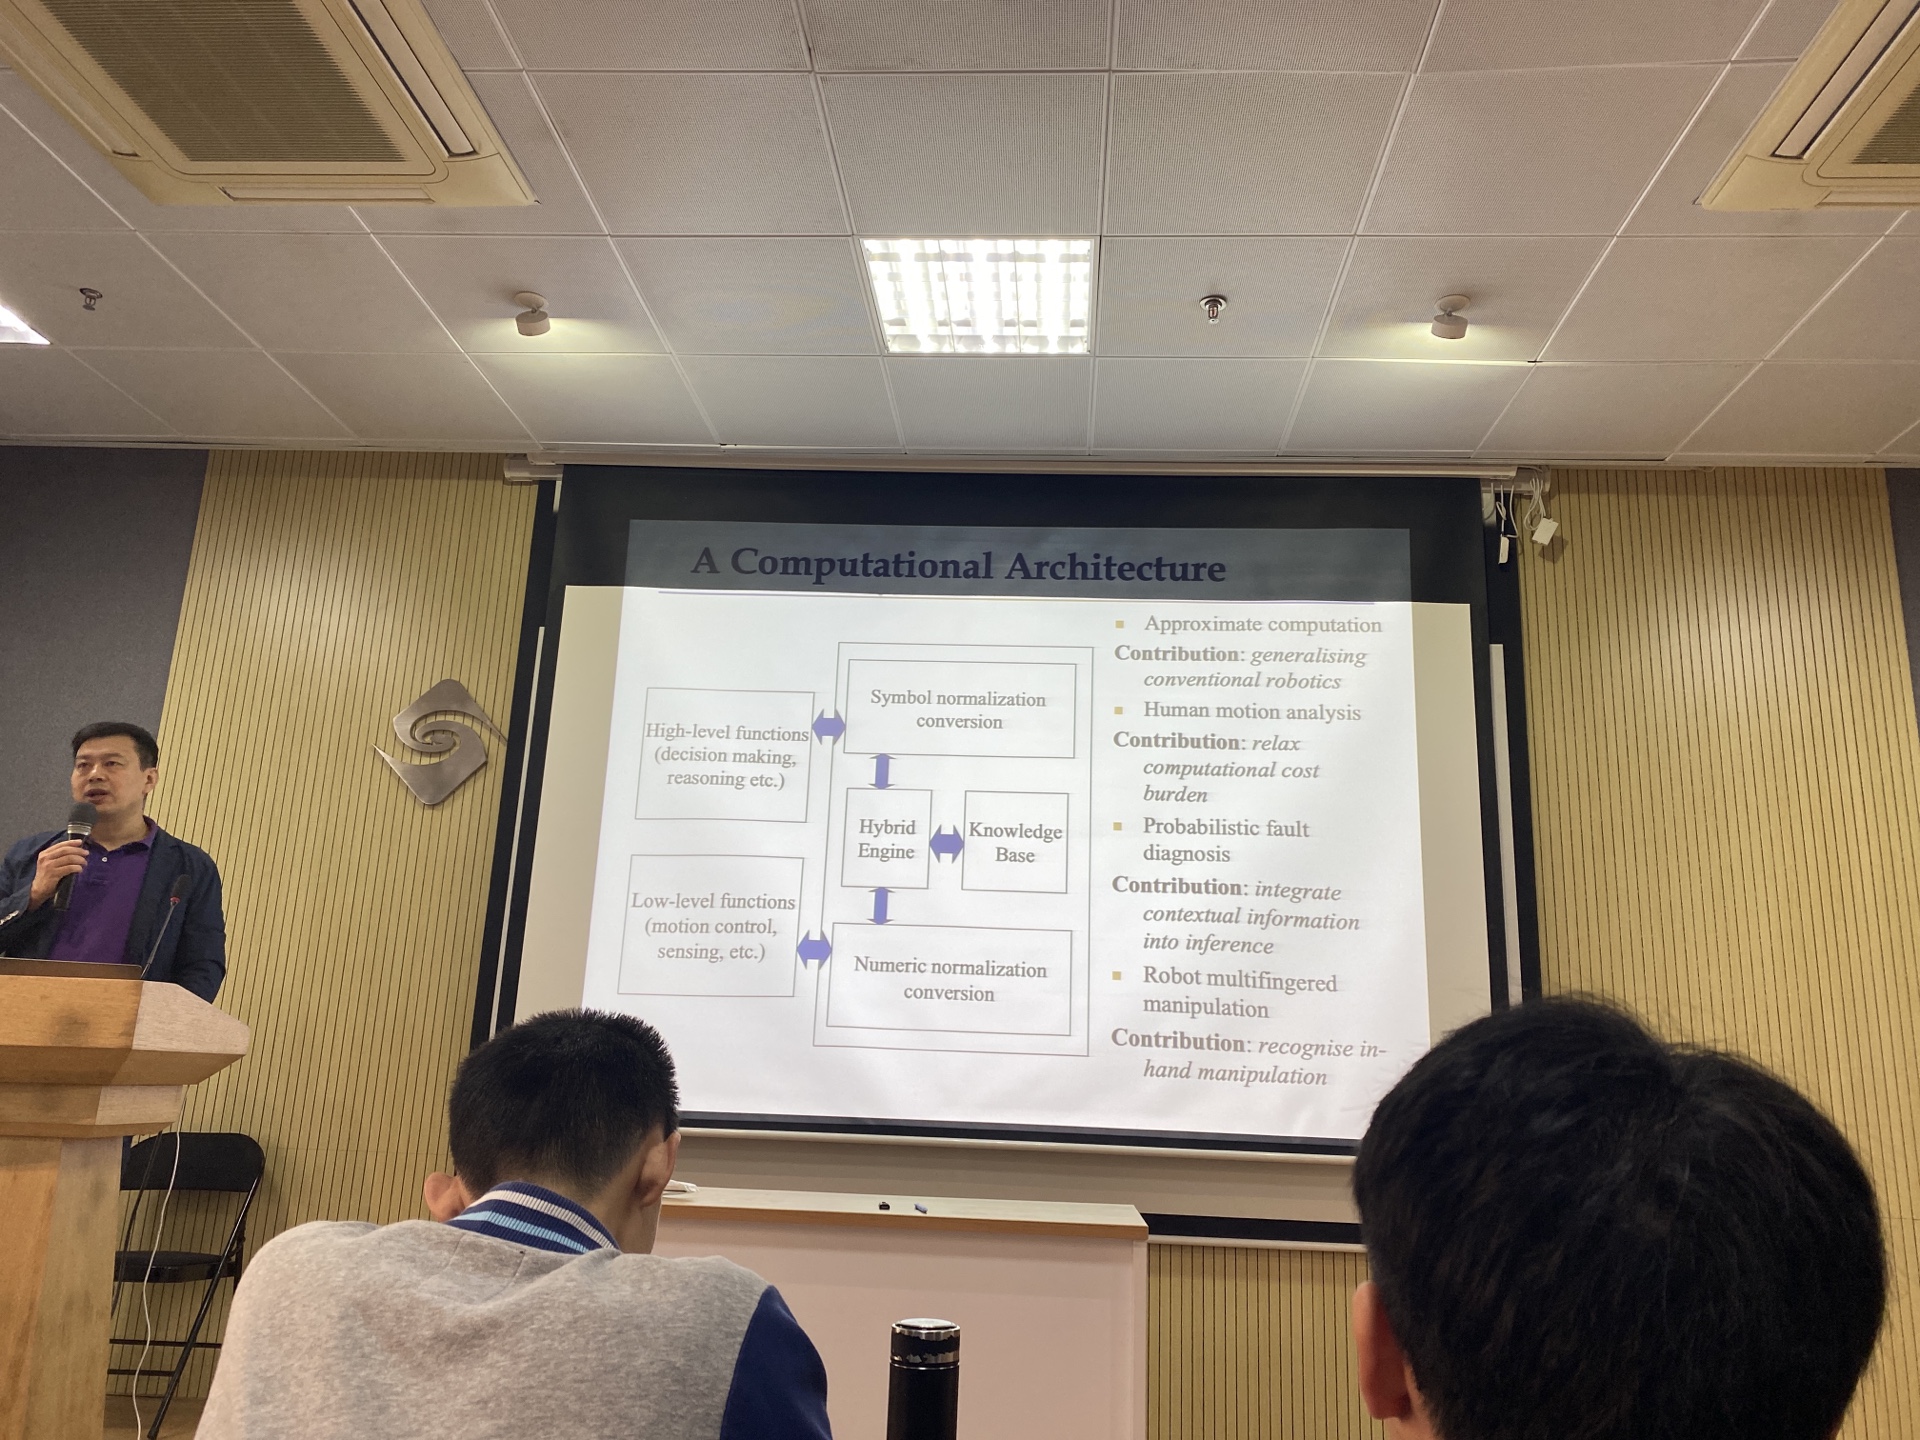 A Computational Architecture
High-level functions
(decision making,
reasoning etc.)
Low-level functions
(motion control,
sensing, etc.)
Symbol normalization
conversion
Hybrid
Engine
Knowledge
Base
Numeric normalization
conversion
Approximate computation
Contribution: generalising
conventional robotics
Human motion analysis
Contribution: relax
computational cost
burden
Probabilistic fault
diagnosis
Contribution: integrate
contextual information
into inference
Robot multifingered
manipulation
Contribution: recognise in-
hand manipulation